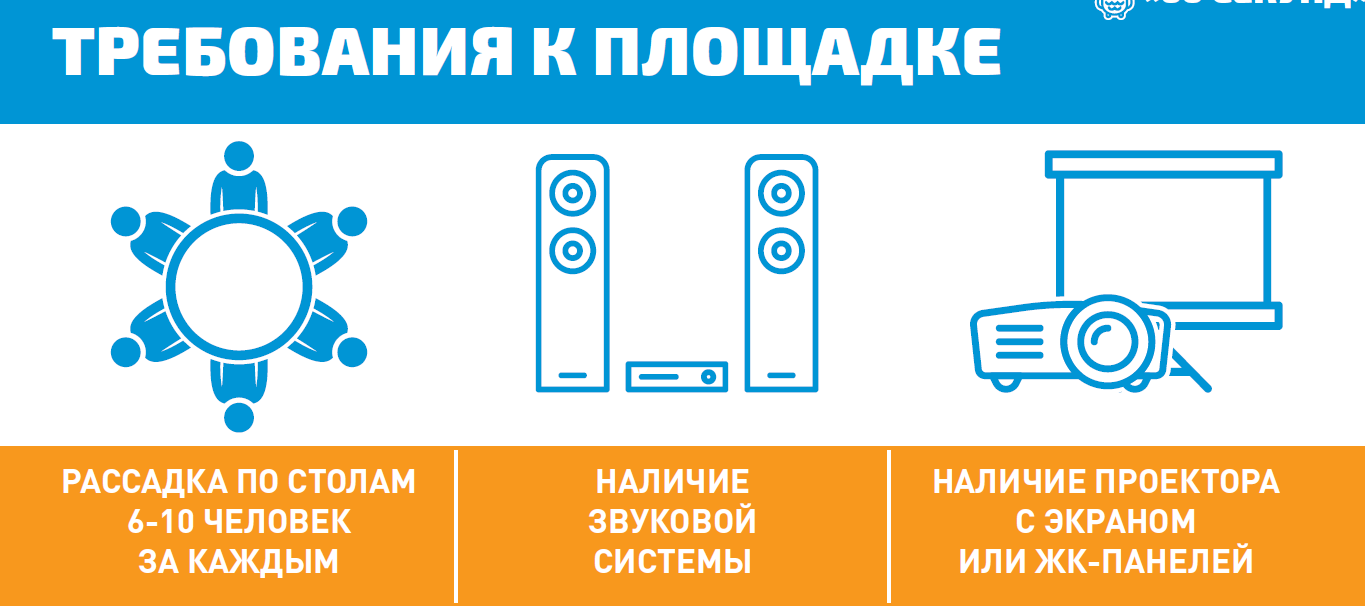 ТРЕБОВАНИЯ К ПЛОЩАДКЕ
РАССАДКА ПО СТОЛАМ
6-10 ЧЕЛОВЕК
ЗА КАЖДЫМ
НАЛИЧИЕ
ЗВУКОВОЙ
СИСТЕМЫ
НАЛИЧИЕ ПРОЕКТОРА
С ЭКРАНОМ
ИЛИ ЖК-ПАНЕЛЕЙ